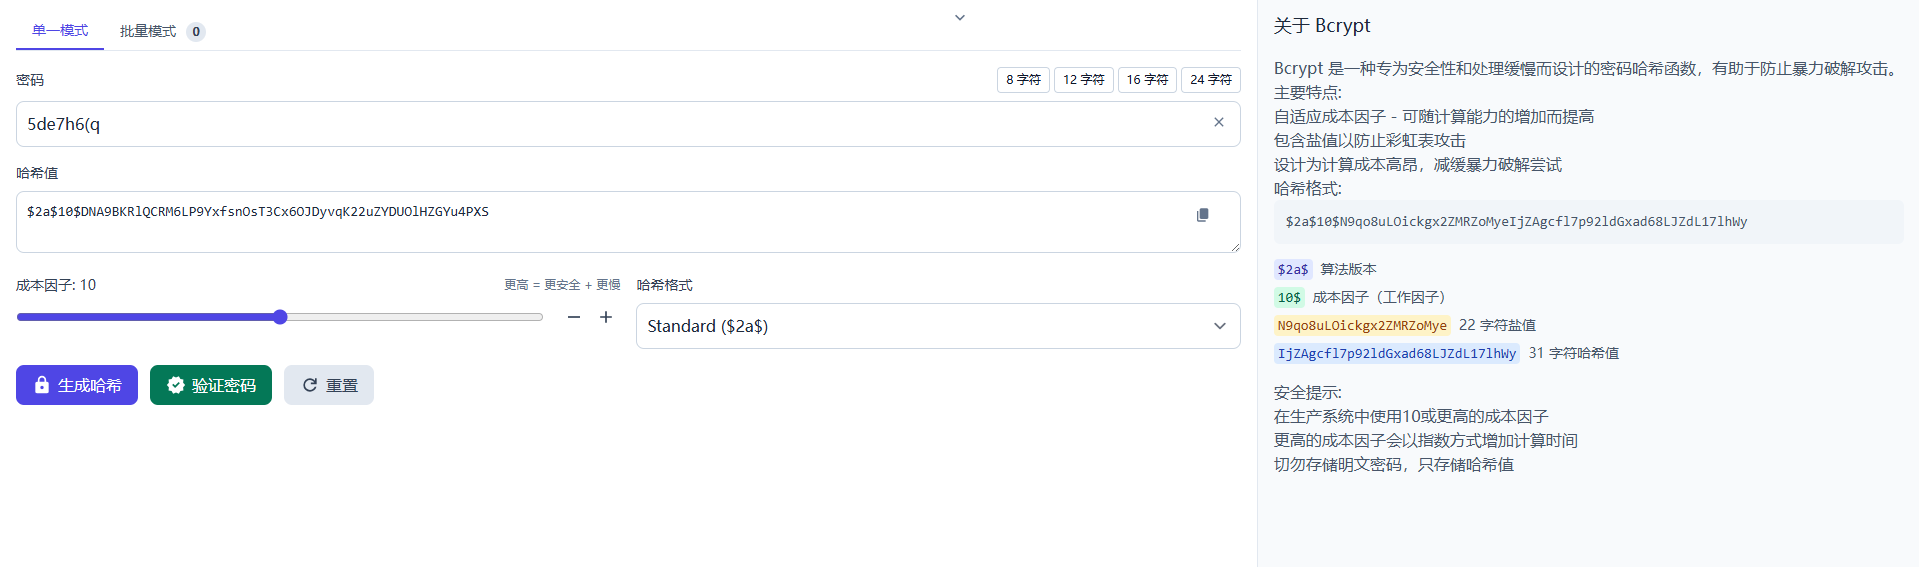 单一模式 批量模式 0
密码 8 字符 12 字符 16 字符 24 字符
5de7h6(q
哈希值
$2a$10$DNA9BKRlQCRM6LP9YxfsnOsT3Cx6OJDyvqK22uZYDUOlHZGYu4PXS
成本因子: 10 更高 = 更安全 + 更慢 哈希格式
Standard ($2a$)
生成哈希 验证密码 重置
关于 Bcrypt
Bcrypt 是一种专为安全性和处理缓慢而设计的密码哈希函数，有助于防止暴力破解攻击。
主要特点:
自适应成本因子 - 可随计算能力的增加而提高
包含盐值以防止彩虹表攻击
设计为计算成本高昂，减缓暴力破解尝试
哈希格式:
$2a$10$N9qo8uLOickgx2ZMRZoMyeIjZAgcfl7p92ldGxad68LJZdL17lhWy
$2a$ 算法版本
10$ 成本因子（工作因子）
N9qo8uLOickgx2ZMRZoMye 22 字符盐值
IjZAgcfl7p92ldGxad68LJZdL17lhWy 31 字符哈希值
安全提示:
在生产系统中使用10或更高的成本因子
更高的成本因子会以指数方式增加计算时间
切勿存储明文密码，只存储哈希值